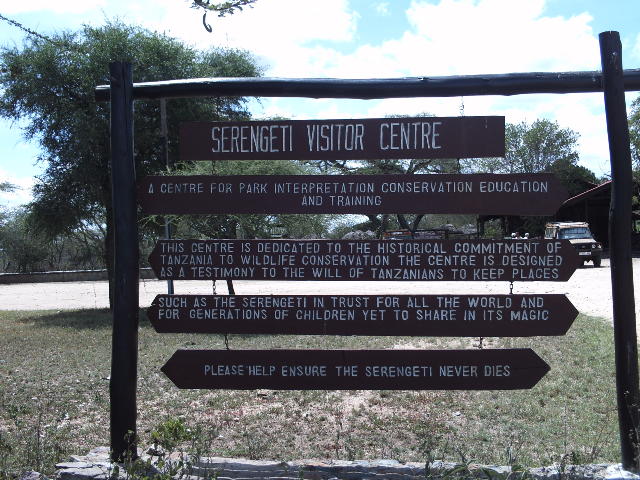 SERENGETI VISITOR CENTRE
A CENTRE FOR PARK INTERPRETATION CONSERVATION EDUCATION
AND TRAINING
THIS CENTRE IS DEDICATED TO THE HISTORICAL COMMITMENT OF
TANZANIA TO WILDLIFE CONSERVATION THE CENTRE IS DESIGNED
AS A TESTIMONY TO THE WILL OF TANZANIANS TO KEEP PLACES
SUCH AS THE SERENGETI IN TRUST FOR ALL THE WORLD AND
FOR GENERATIONS OF CHILDREN YET TO SHARE IN ITS MAGIC
PLEASE HELP ENSURE THE SERENGETI NEVER DIES